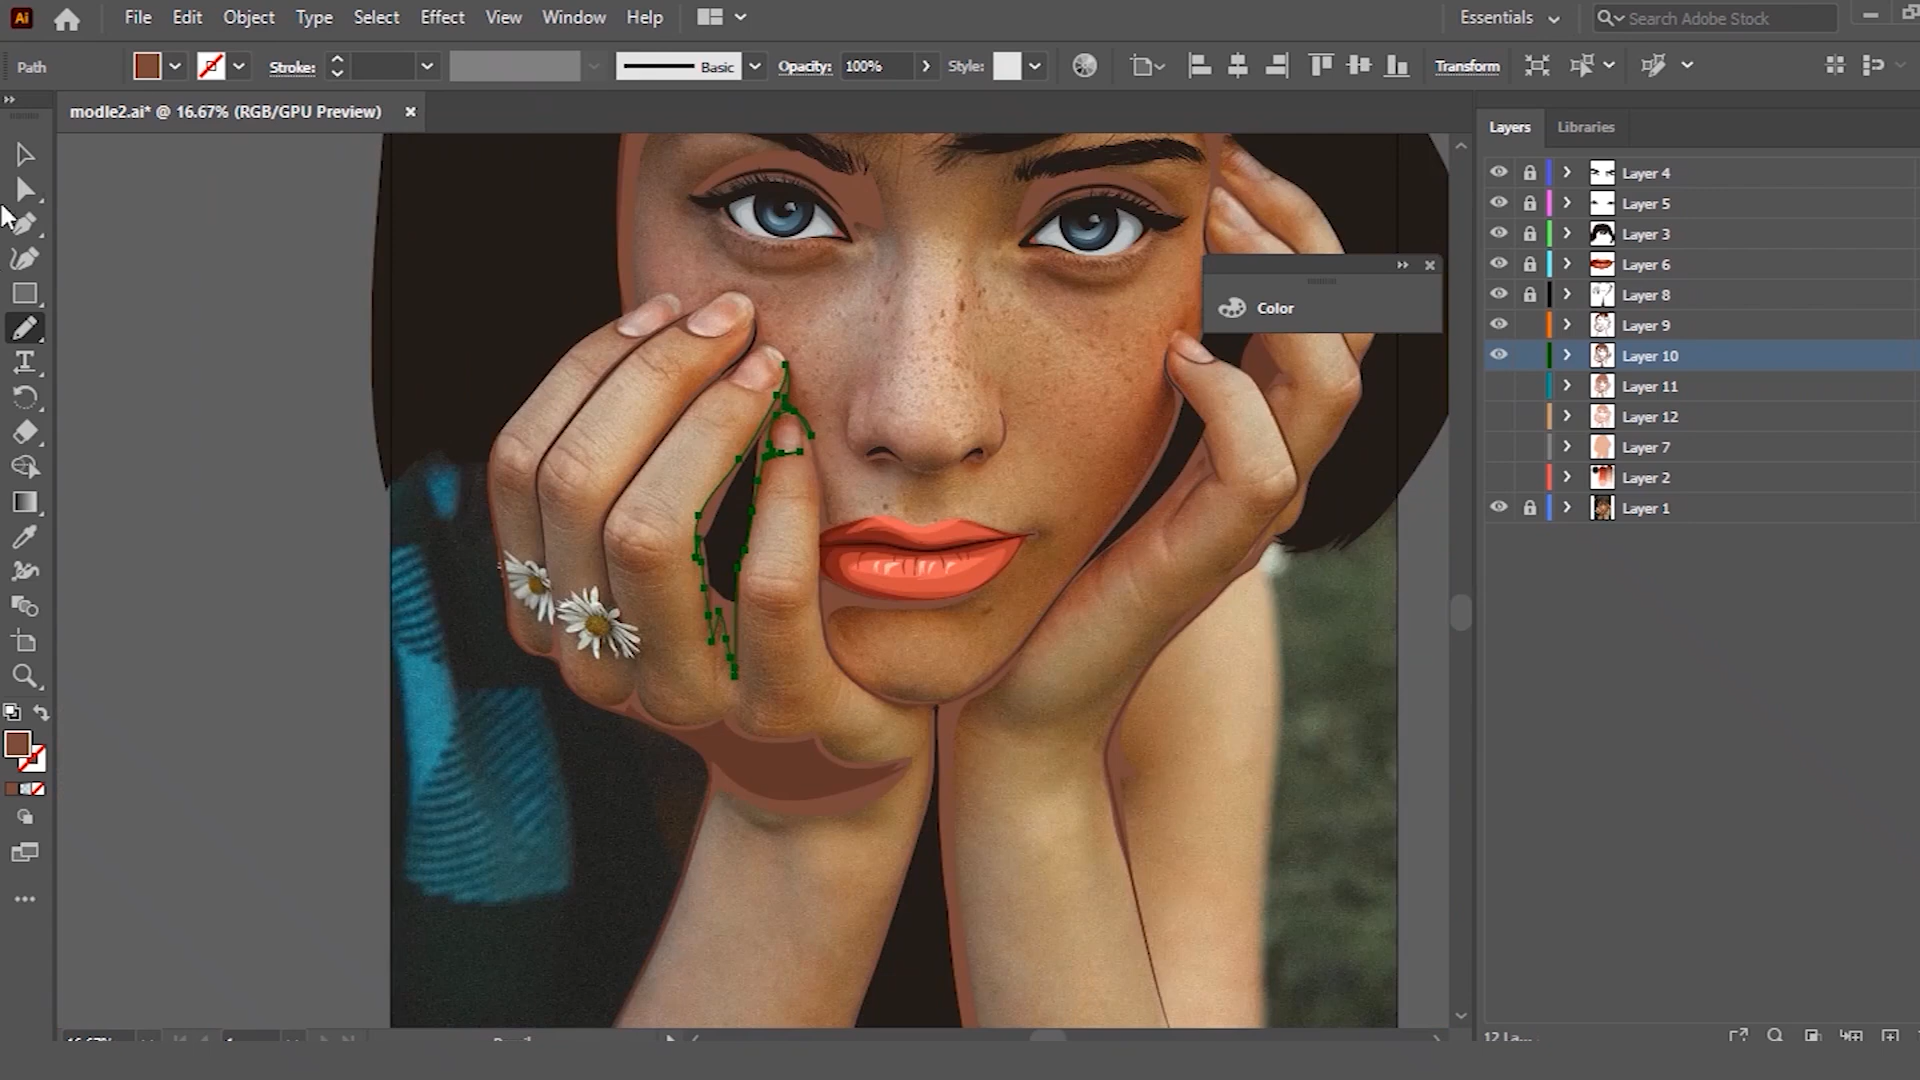 Ai File Edit Object Type Select Effect View Window Help Essentials Search Adobe Stock
Path Stroke: Basic Opacity: 100% Style: Transform
modle2.ai* @ 16.67% (RGB/GPU Preview)
Layers Libraries
Layer 4
Layer 5
Layer 3
Layer 6
Layer 8
Layer 9
Layer 10
Layer 11
Layer 12
Layer 7
Layer 2
Layer 1
Color
12 La...